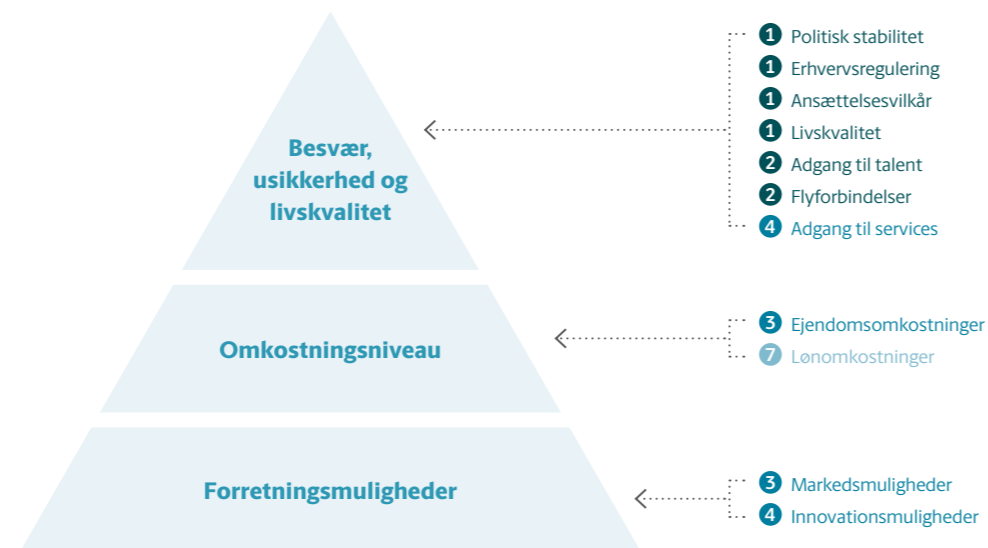 Besvær,
usikkerhed og
livskvalitet
1 Politisk stabilitet
1 Erhvervsregulering
1 Ansættelsesvilkår
1 Livskvalitet
2 Adgang til talent
2 Flyforbindelser
4 Adgang til services
Omkostningsniveau
3 Ejendomsomkostninger
7 Lønomkostninger
Forretningsmuligheder
3 Markedsmuligheder
4 Innovationsmuligheder